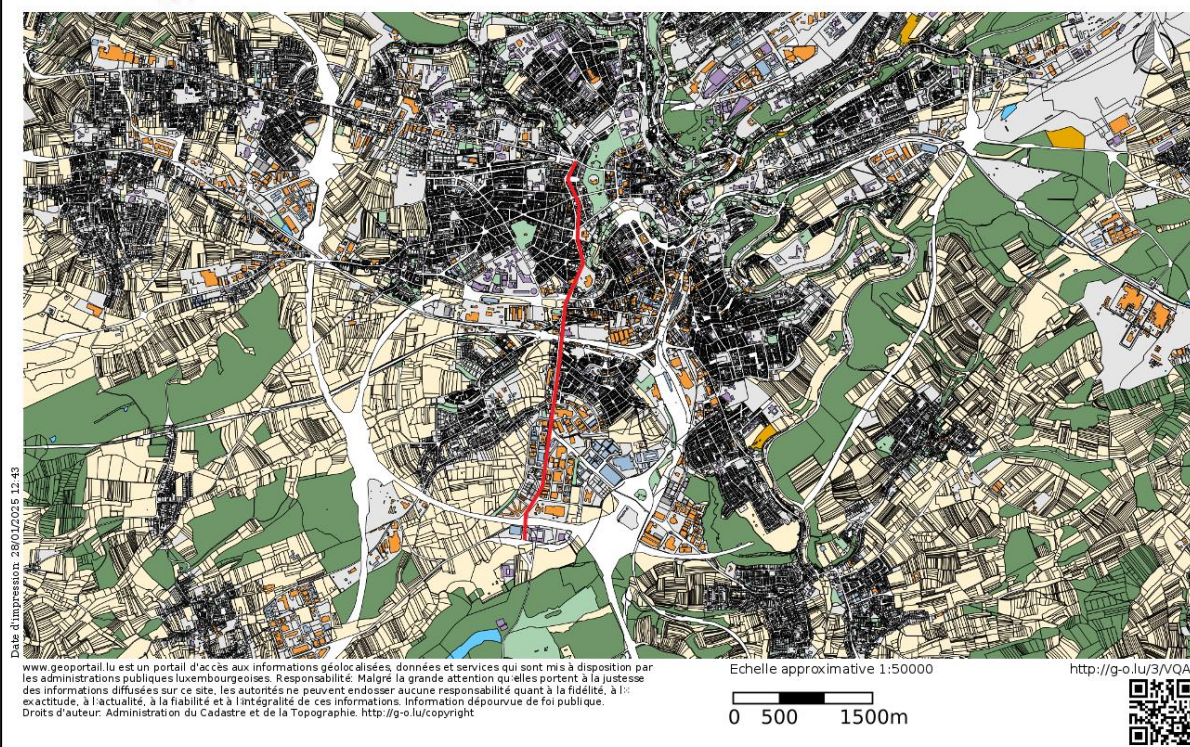 Date d'impression: 28/01/2025 12:43
www.geoportail.lu est un portail d'accès aux informations géolocalisées, données et services qui sont mis à disposition par
les administrations publiques luxembourgeoises. Responsabilité: Malgré la grande attention qu'elles portent à la justesse
des informations diffusées sur ce site, les autorités ne peuvent endosser aucune responsabilité quant à la fidélité, à l'
exactitude, à l'actualité, à la fiabilité et à l'intégralité de ces informations. Information dépourvue de foi publique.
Droits d'auteur: Administration du Cadastre et de la Topographie. http://g-o.lu/copyright
Echelle approximative 1:50000
0 500 1500m
http://g-o.lu/3/VQA